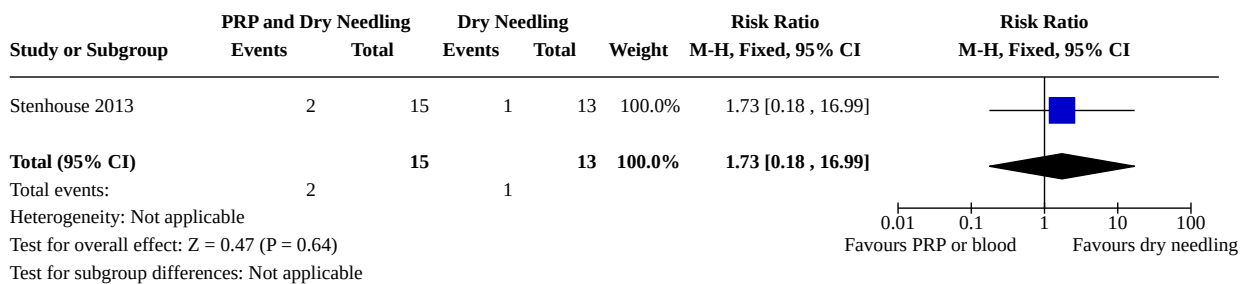 PRP and Dry Needling Dry Needling Risk Ratio Risk Ratio
Study or Subgroup Events Total Events Total Weight M-H, Fixed, 95% CI M-H, Fixed, 95% CI
Stenhouse 2013 2 15 1 13 100.0% 1.73 [0.18 , 16.99]
Total (95% CI) 15 13 100.0% 1.73 [0.18 , 16.99]
Total events: 2 1
Heterogeneity: Not applicable
0.01 0.1 1 10 100
Test for overall effect: Z = 0.47 (P = 0.64) Favours PRP or blood Favours dry needling
Test for subgroup differences: Not applicable